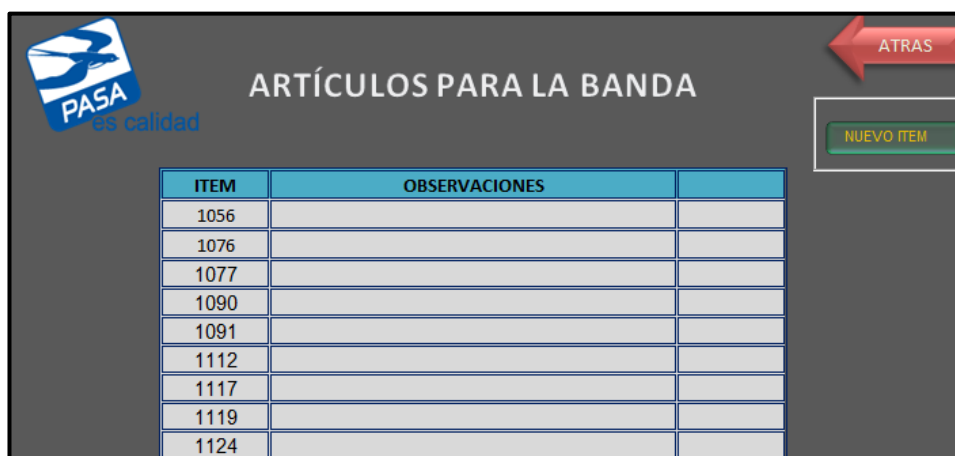 PASA
es calidad
ARTÍCULOS PARA LA BANDA
ATRAS
NUEVO ITEM
ITEM OBSERVACIONES
1056
1076
1077
1090
1091
1112
1117
1119
1124